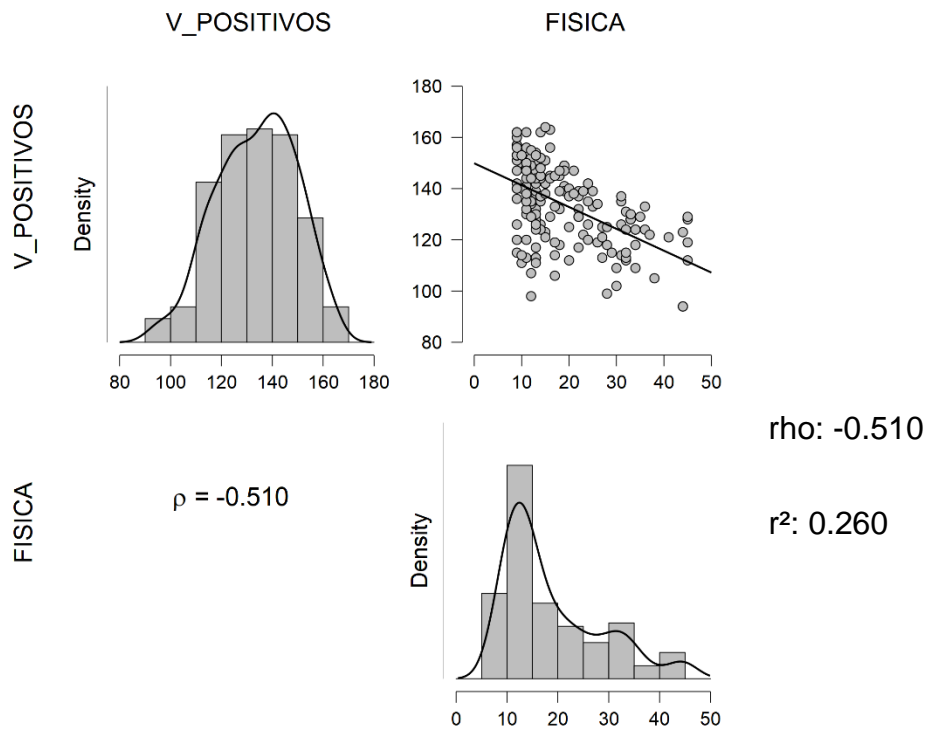 V_POSITIVOS
FISICA
V_POSITIVOS
Density
80 100 120 140 160 180
180
160
140
120
100
80
0 10 20 30 40 50
FISICA
ρ = -0.510
Density
0 10 20 30 40 50
rho: -0.510
r²: 0.260